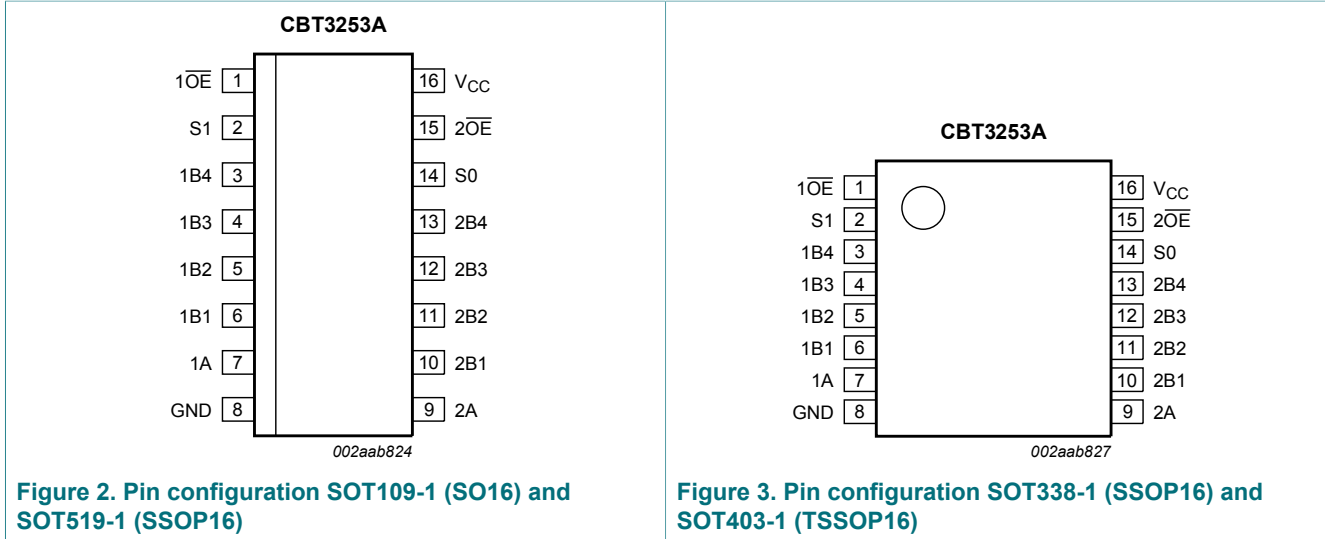 CBT3253A
1O̅E̅ 1 16 VCC
S1 2 15 2O̅E̅
1B4 3 14 S0
1B3 4 13 2B4
1B2 5 12 2B3
1B1 6 11 2B2
1A 7 10 2B1
GND 8 9 2A
002aab824
Figure 2. Pin configuration SOT109-1 (SO16) and
SOT519-1 (SSOP16)
CBT3253A
1O̅E̅ 1 16 VCC
S1 2 15 2O̅E̅
1B4 3 14 S0
1B3 4 13 2B4
1B2 5 12 2B3
1B1 6 11 2B2
1A 7 10 2B1
GND 8 9 2A
002aab827
Figure 3. Pin configuration SOT338-1 (SSOP16) and
SOT403-1 (TSSOP16)